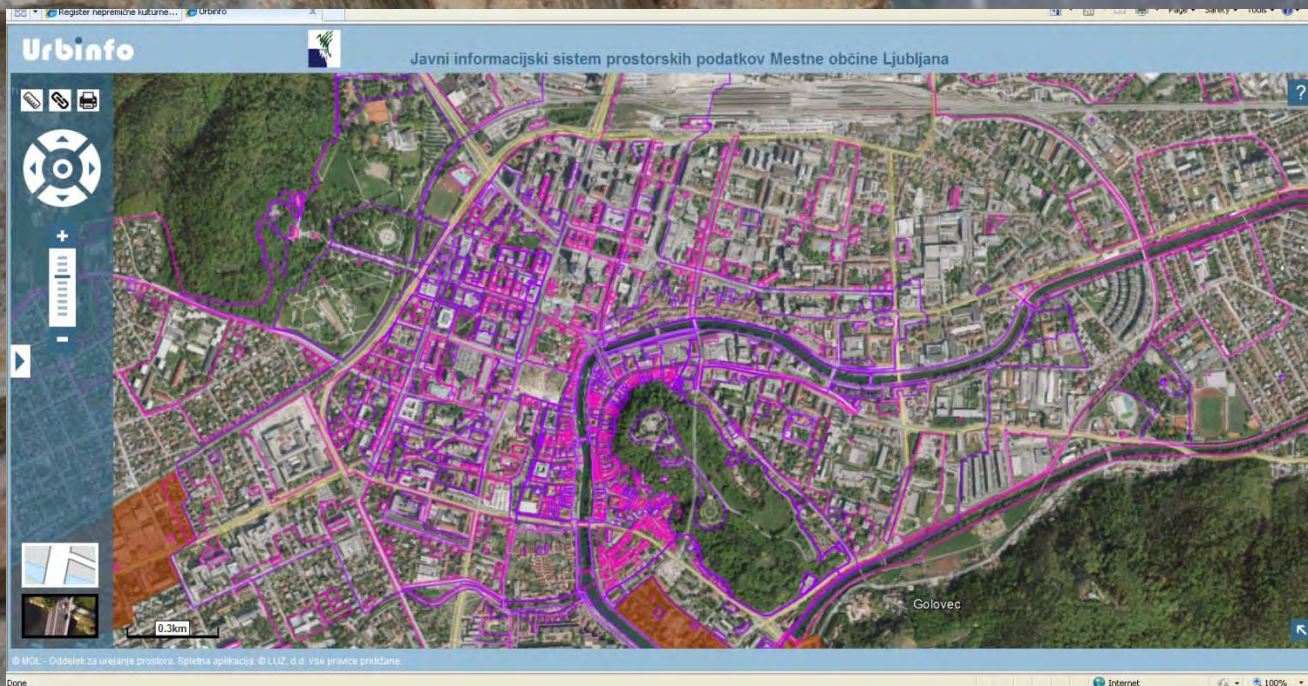 Register nepremične kulturne...
Urbinfo
x
Page
Safety
Tools
Urbinfo
Javni informacijski sistem prostorskih podatkov Mestne občine Ljubljana
?
+
-
0.3km
Golovec
© MOL - Oddelek za urejanje prostora. Spletna aplikacija: © LUZ, d.d. Vse pravice pridržane.
Done
Internet
100%